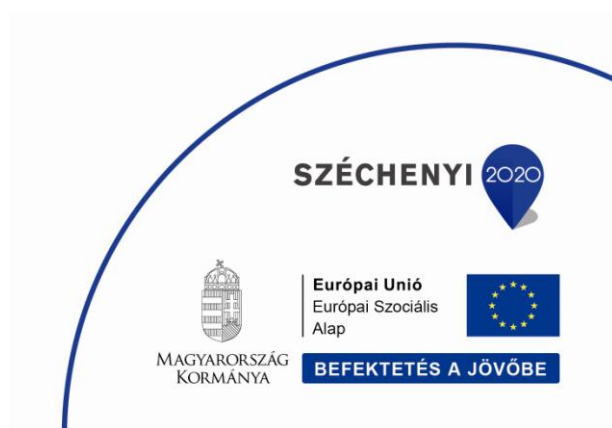 SZÉCHENYI 2020
Európai Unió
Európai Szociális
Alap
MAGYARORSZÁG
KORMÁNYA
BEFEKTETÉS A JÖVŐBE